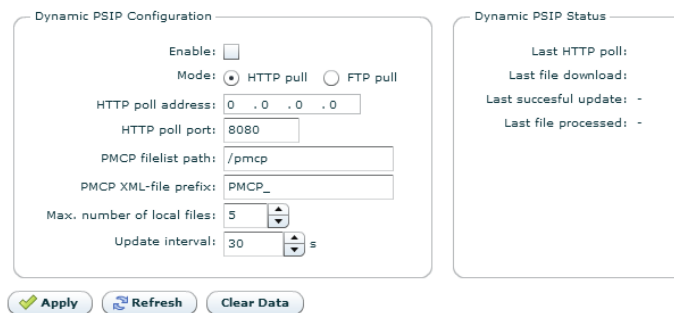 Dynamic PSIP Configuration
Enable:
Mode: HTTP pull FTP pull
HTTP poll address: 0 .0 .0 .0
HTTP poll port: 8080
PMCP filelist path: /pmcp
PMCP XML-file prefix: PMCP_
Max. number of local files: 5
Update interval: 30 s
Dynamic PSIP Status
Last HTTP poll:
Last file download:
Last succesful update: -
Last file processed: -
Apply Refresh Clear Data